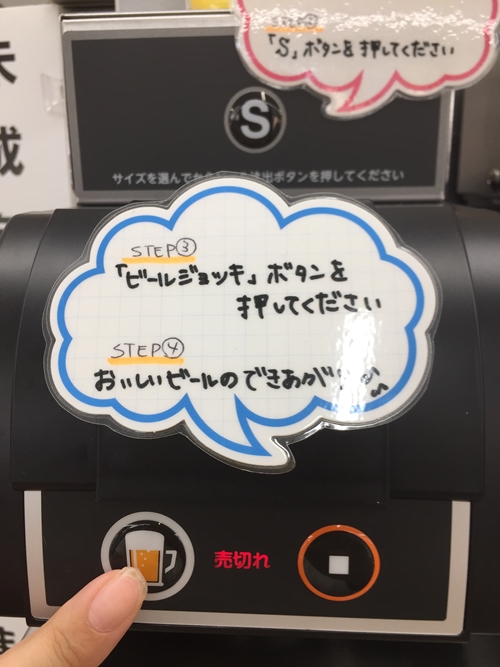 「S」ボタンを押してください
S
サイズを選んで
抽出ボタンを押してください
STEP③
「ビールジョッキ」ボタンを
押してください
STEP④
おいしいビールのできあがり
売切れ